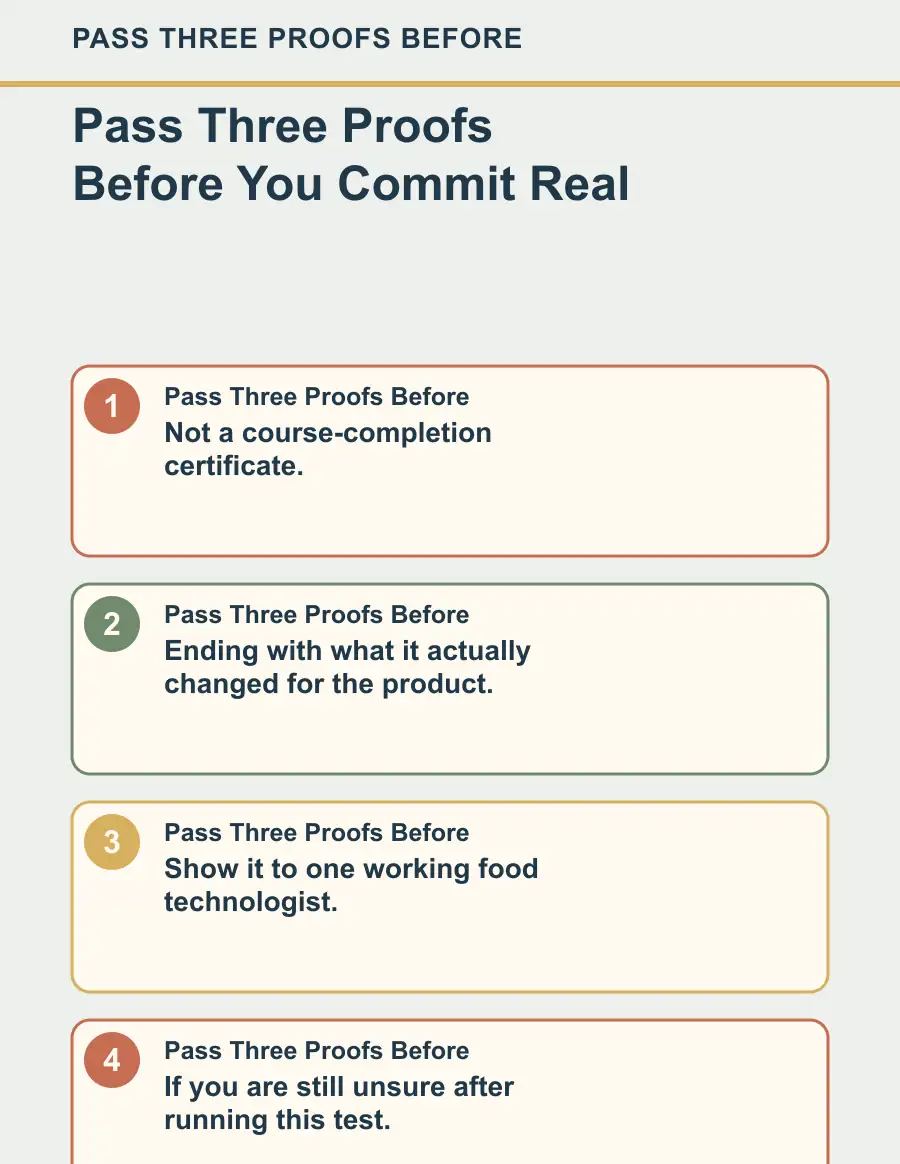 PASS THREE PROOFS BEFORE
Pass Three Proofs
Before You Commit Real
1
Pass Three Proofs Before
Not a course-completion
certificate.
2
Pass Three Proofs Before
Ending with what it actually
changed for the product.
3
Pass Three Proofs Before
Show it to one working food
technologist.
4
Pass Three Proofs Before
If you are still unsure after
running this test.